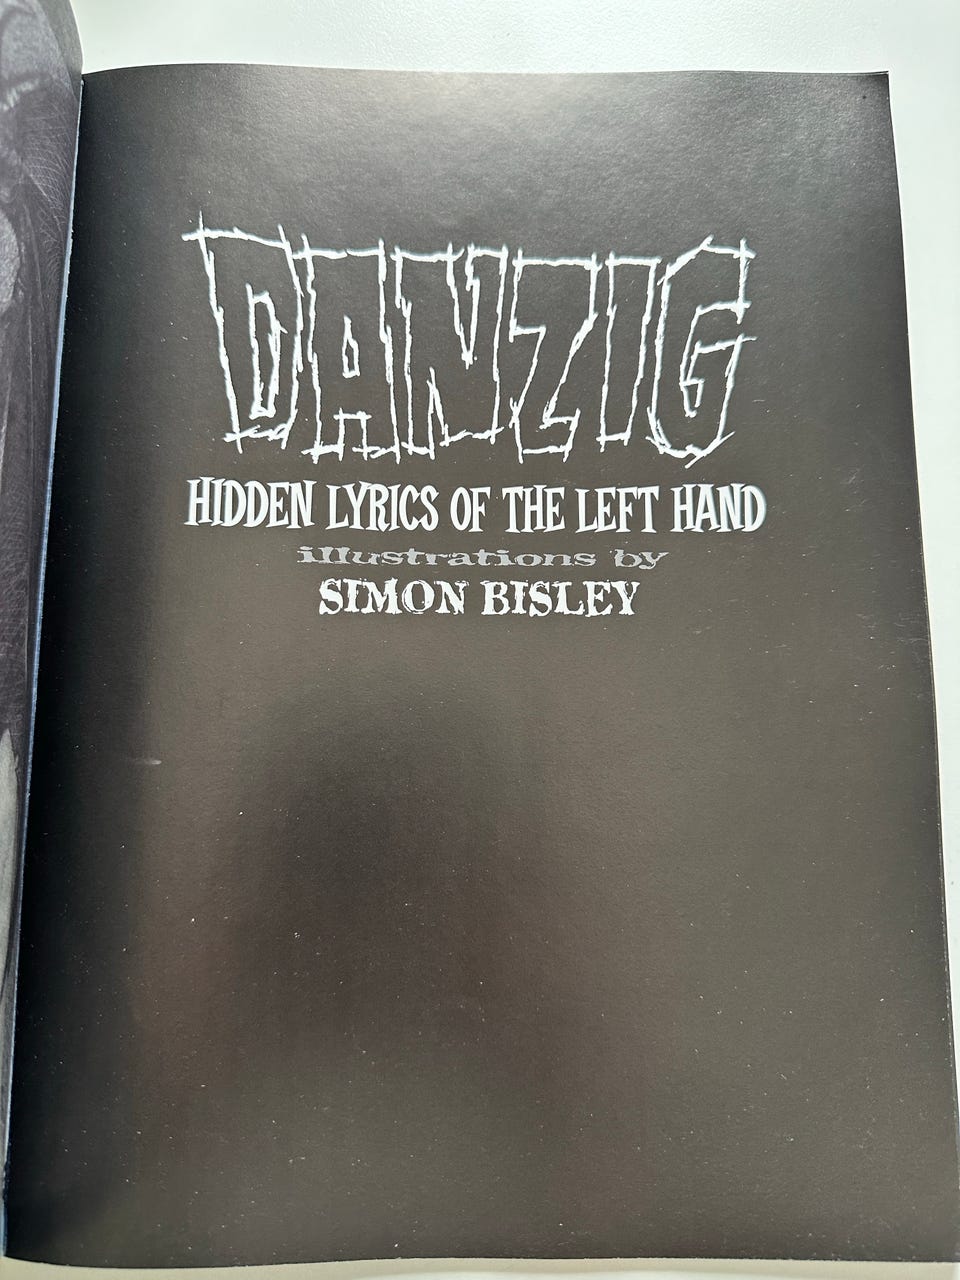 DANZIG
HIDDEN LYRICS OF THE LEFT HAND
illustrations by
SIMON BISLEY